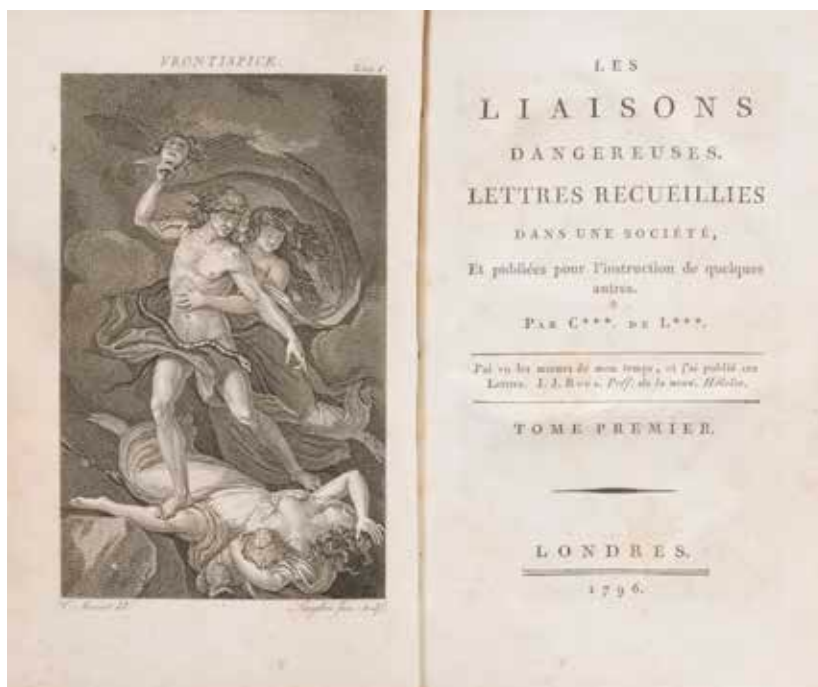 FRONTISPICE.
Tome I
LES
LIAISONS
DANGEREUSES.
LETTRES RECUEILLIES
DANS UNE SOCIÉTÉ,
Et publiées pour l'instruction de quelques
autres.
PAR C***. DE L***.
J'ai vu les mœurs de mon temps, et j'ai publié ces
Lettres. J. J. Préf. de la nouv. Héloïse.
TOME PREMIER.
LONDRES.
1796.